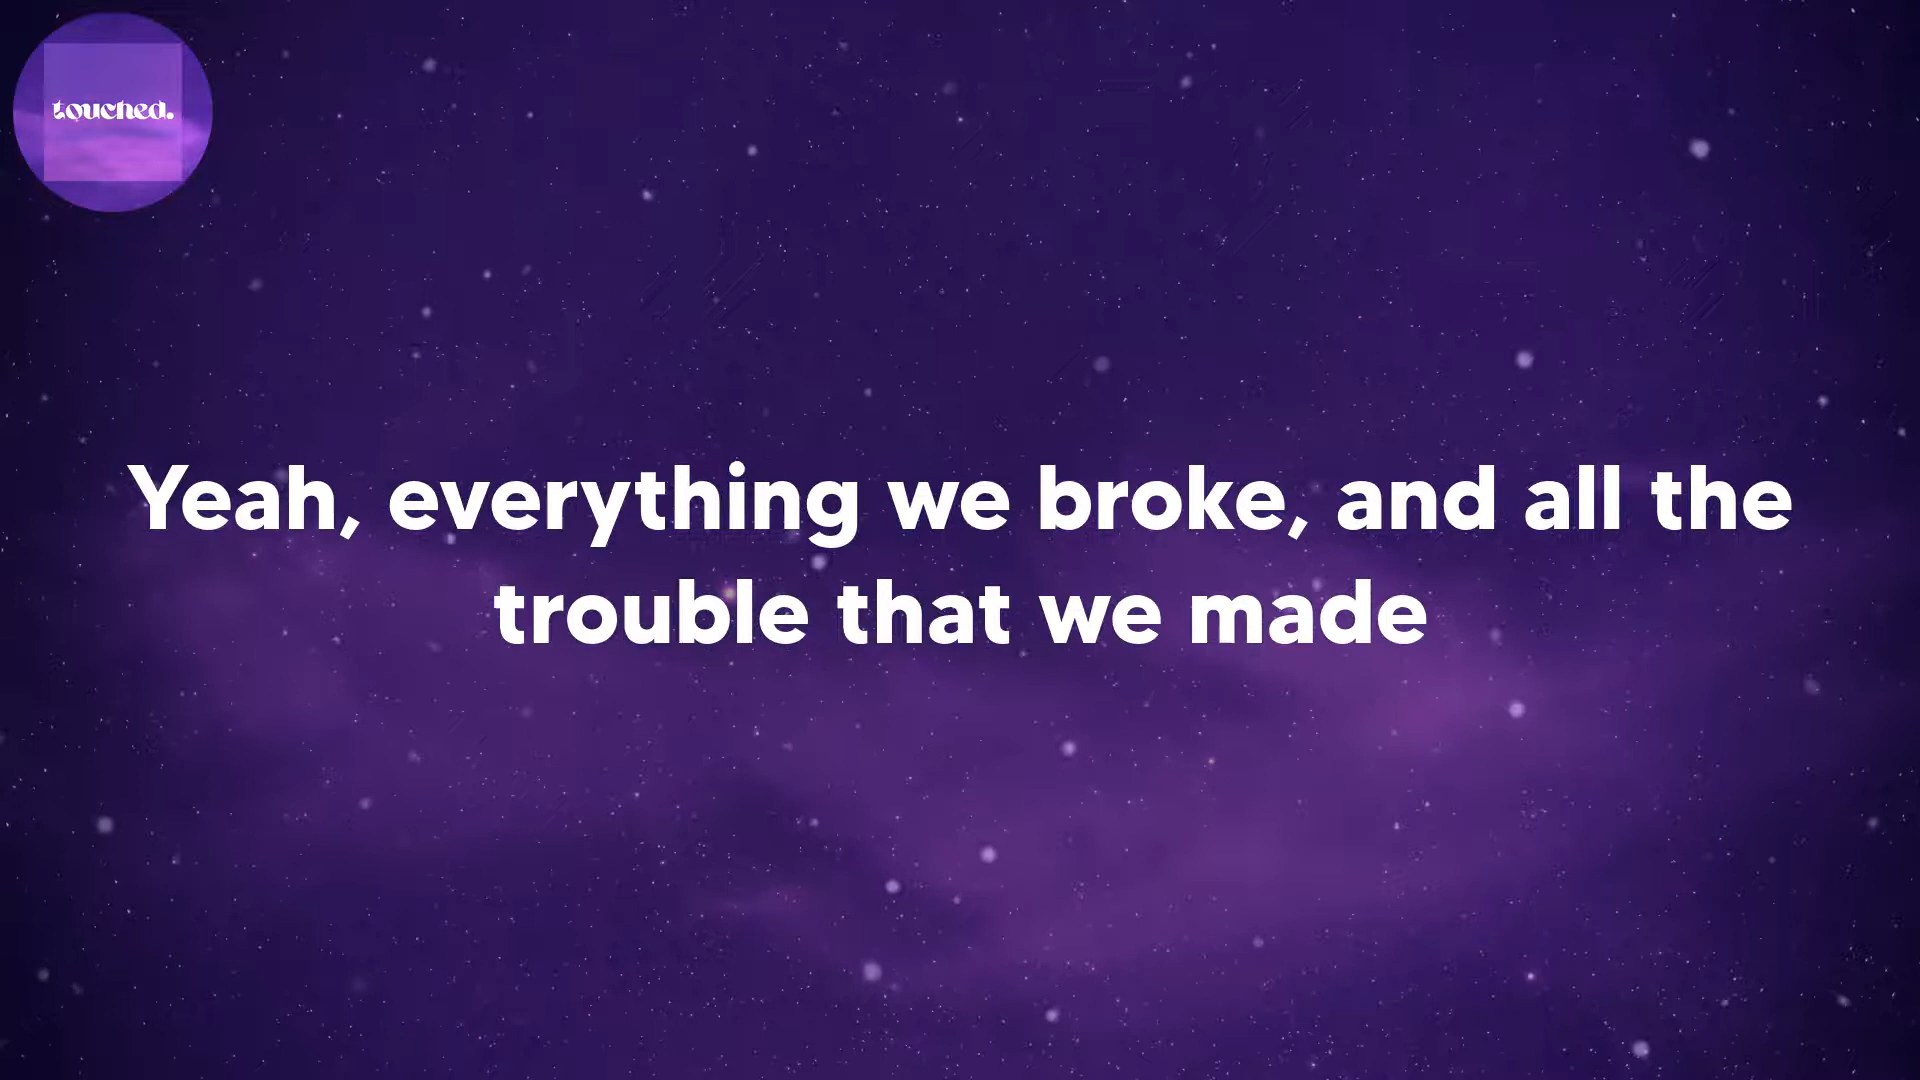 touched.
Yeah, everything we broke, and all the
trouble that we made